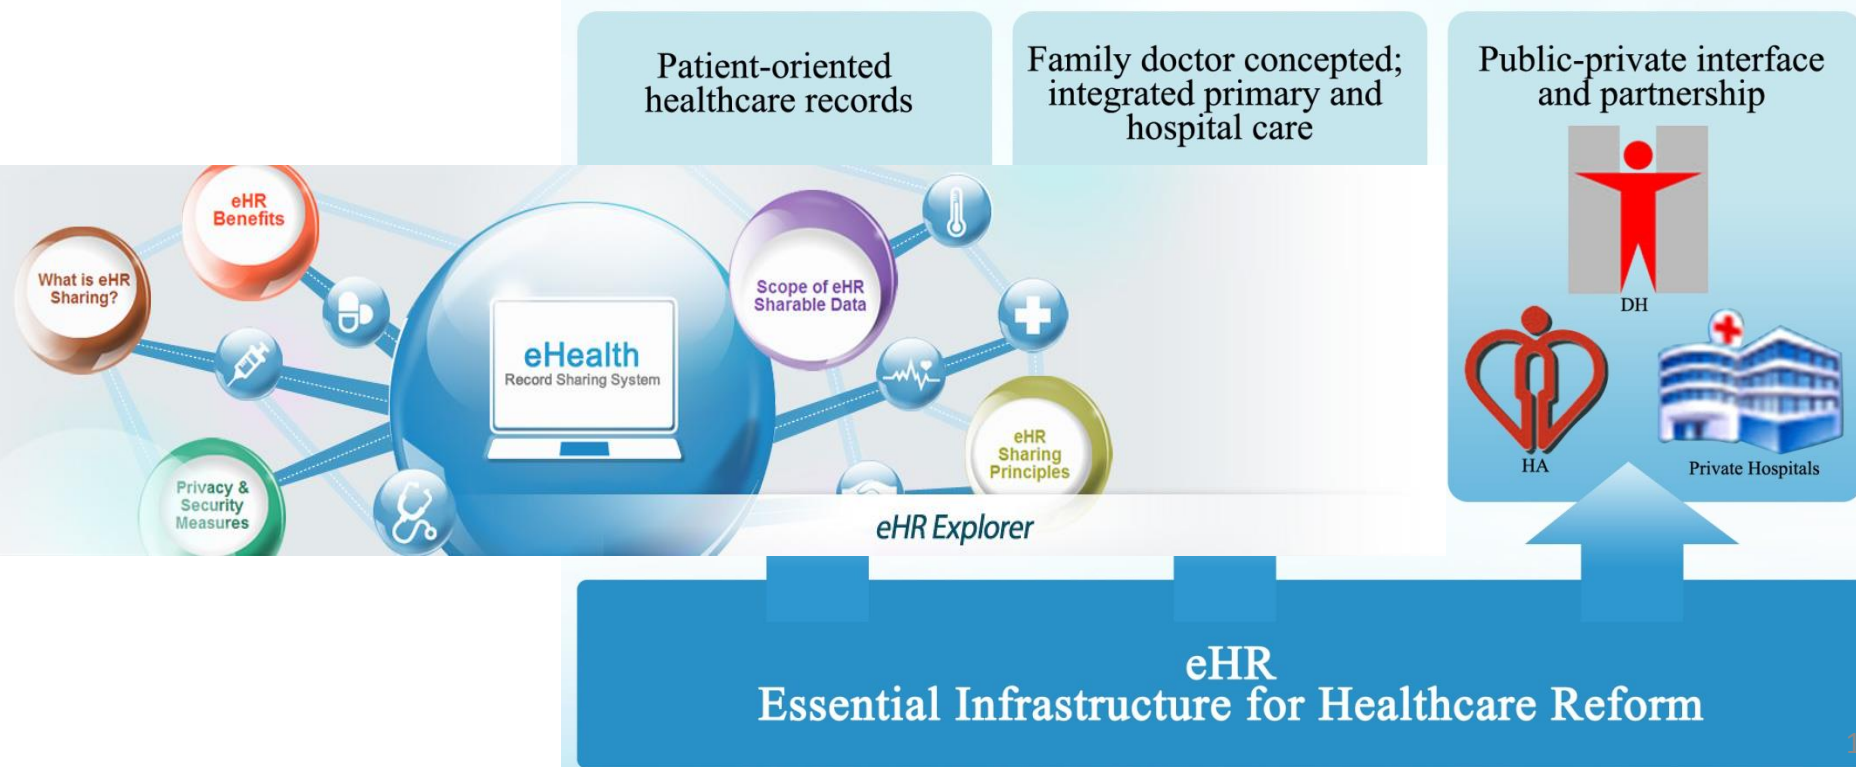 Patient-oriented
healthcare records
Family doctor concepted;
integrated primary and
hospital care
Public-private interface
and partnership
DH
HA
Private Hospitals
eHR
Benefits
What is eHR
Sharing?
eHealth
Record Sharing System
Scope of eHR
Sharable Data
eHR
Sharing
Principles
Privacy &
Security
Measures
eHR Explorer
eHR
Essential Infrastructure for Healthcare Reform
1